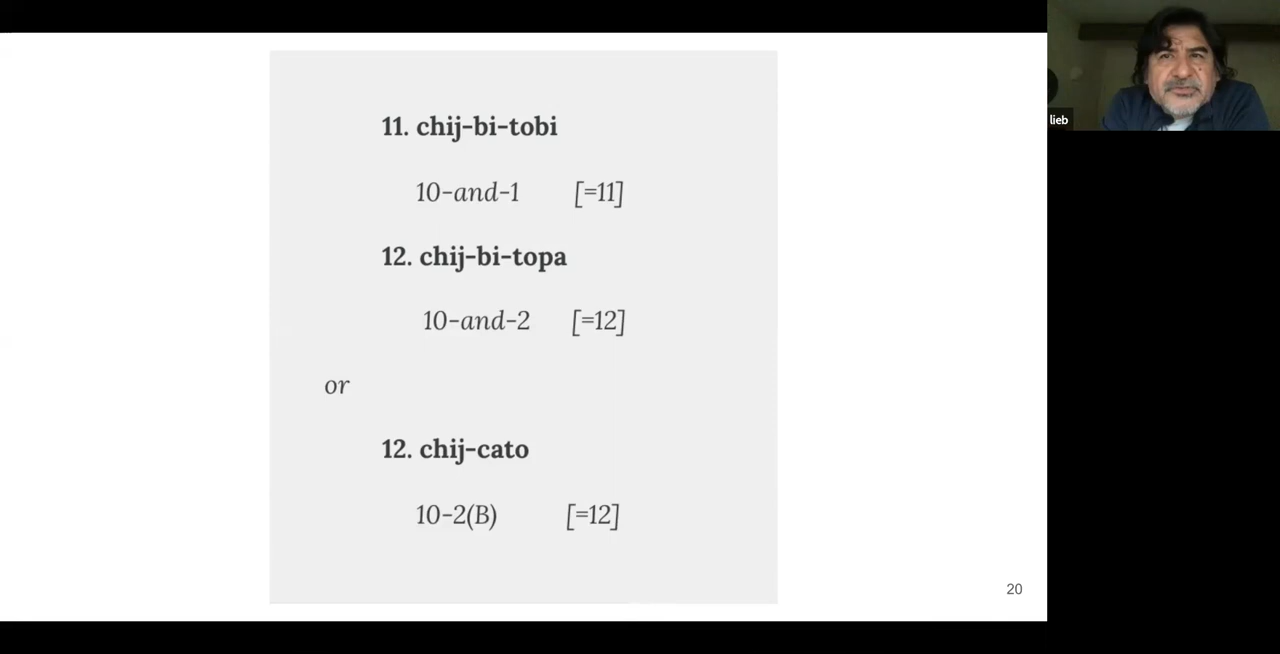 11. chij-bi-tobi
10-and-1 [=11]
12. chij-bi-topa
10-and-2 [=12]
or
12. chij-cato
10-2(B) [=12]
20
lieb